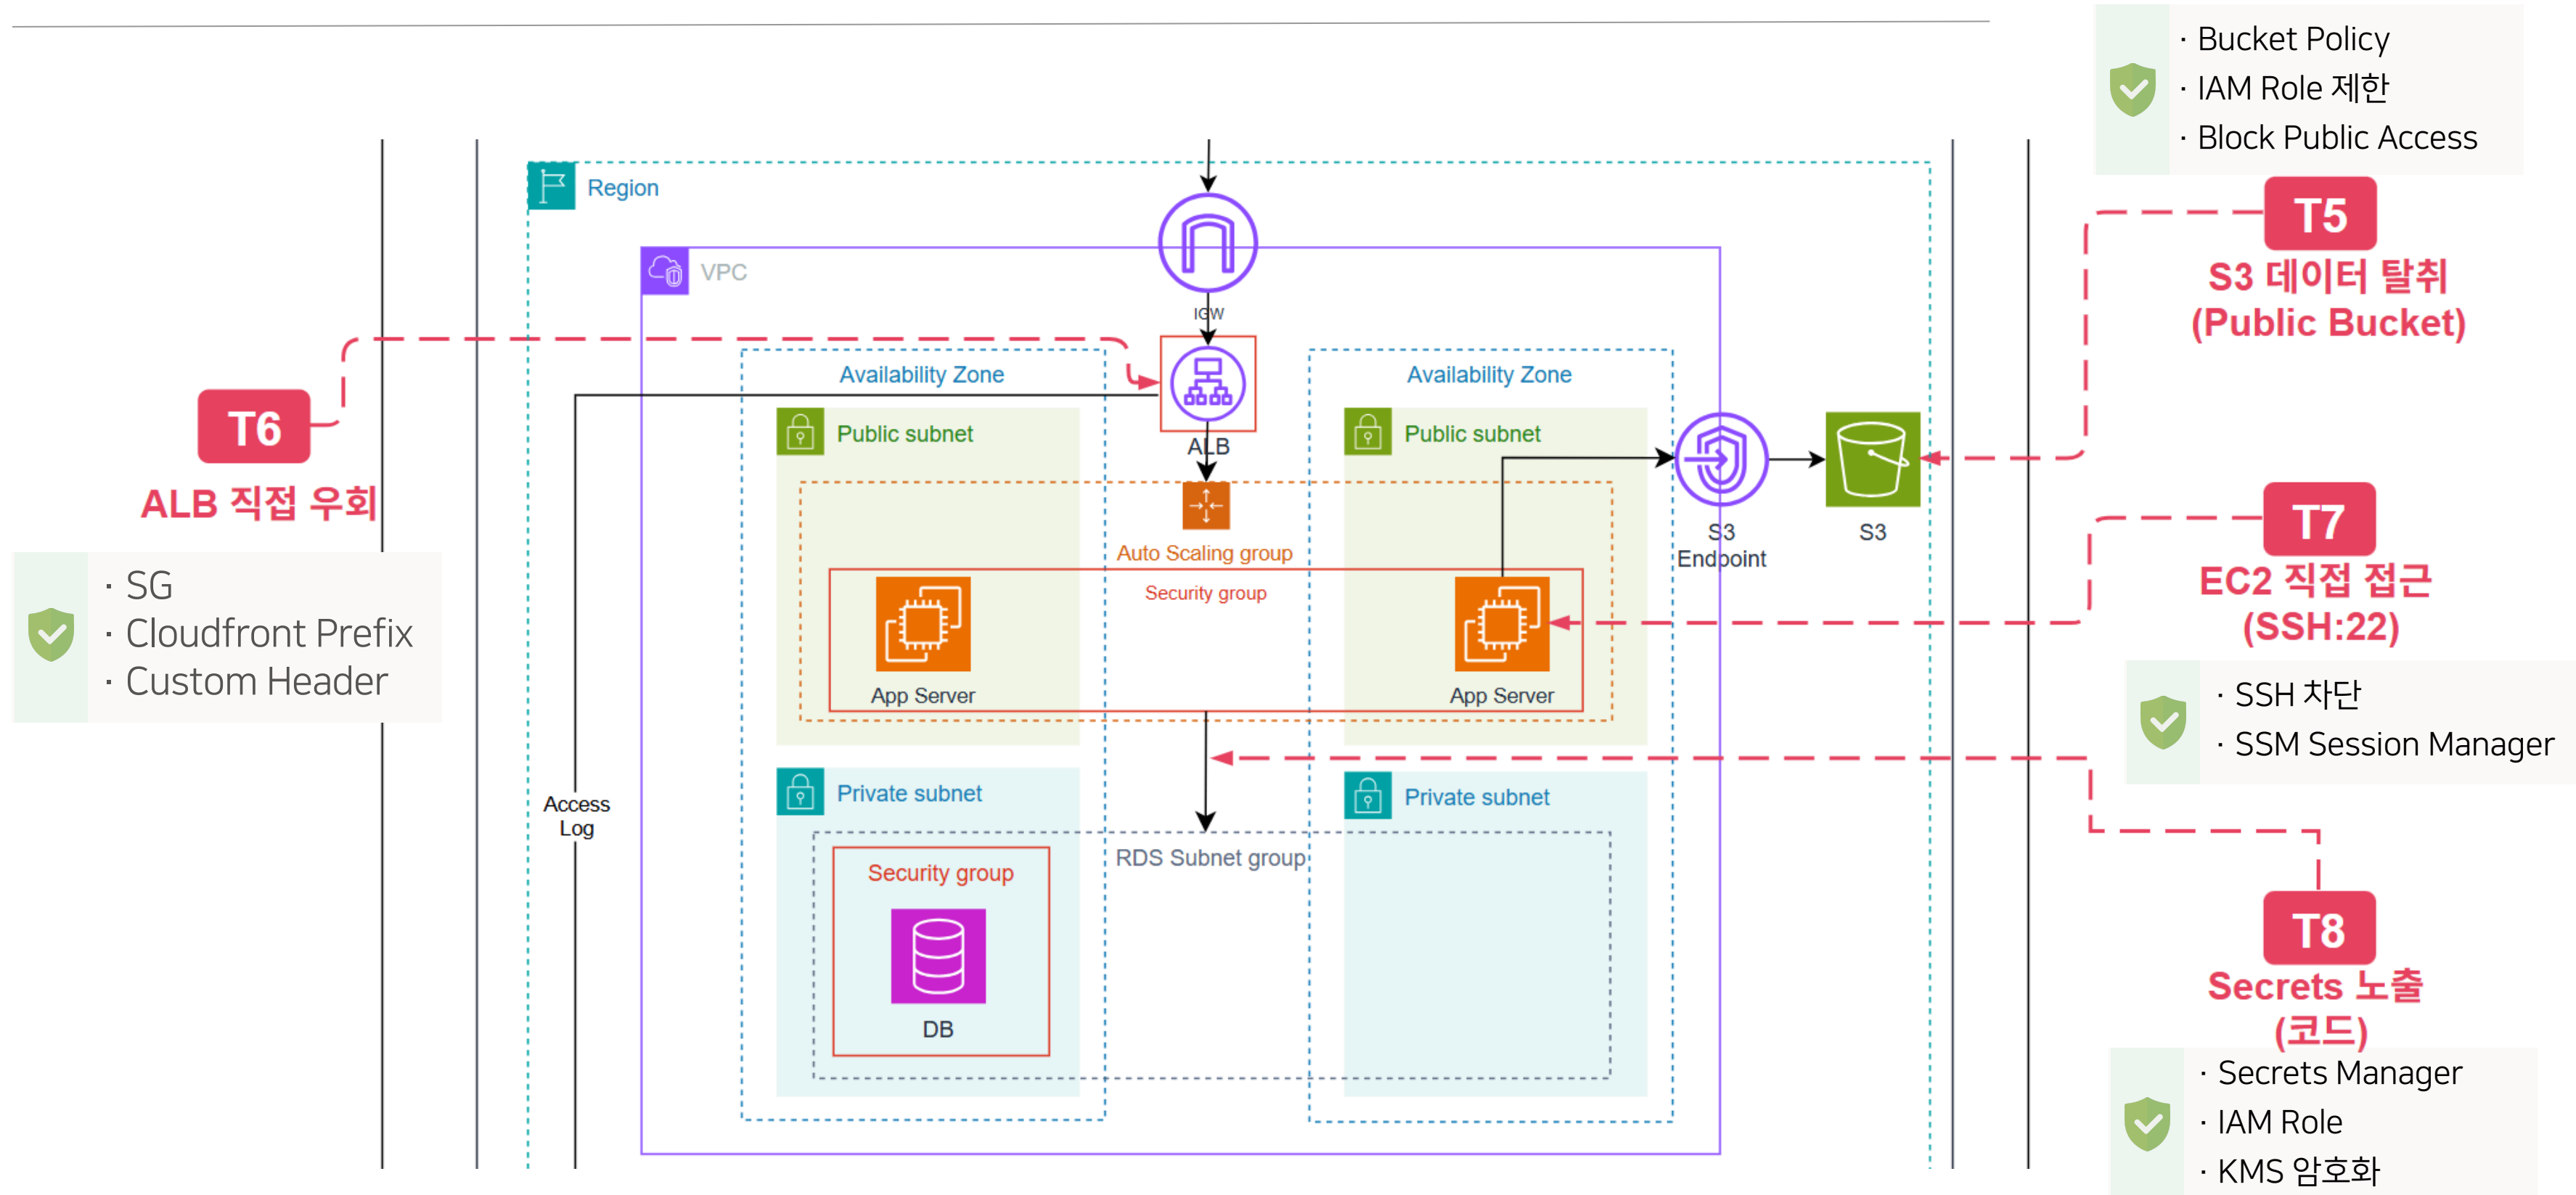 · Bucket Policy
· IAM Role 제한
· Block Public Access
T5
S3 데이터 탈취
(Public Bucket)
Region
VPC
IGW
T6
ALB 직접 우회
· SG
· Cloudfront Prefix
· Custom Header
Availability Zone
Availability Zone
Public subnet
ALB
Public subnet
Auto Scaling group
Security group
App Server
App Server
S3
Endpoint
S3
T7
EC2 직접 접근
(SSH:22)
· SSH 차단
· SSM Session Manager
Access
Log
Private subnet
Private subnet
RDS Subnet group
Security group
DB
T8
Secrets 노출
(코드)
· Secrets Manager
· IAM Role
· KMS 암호화